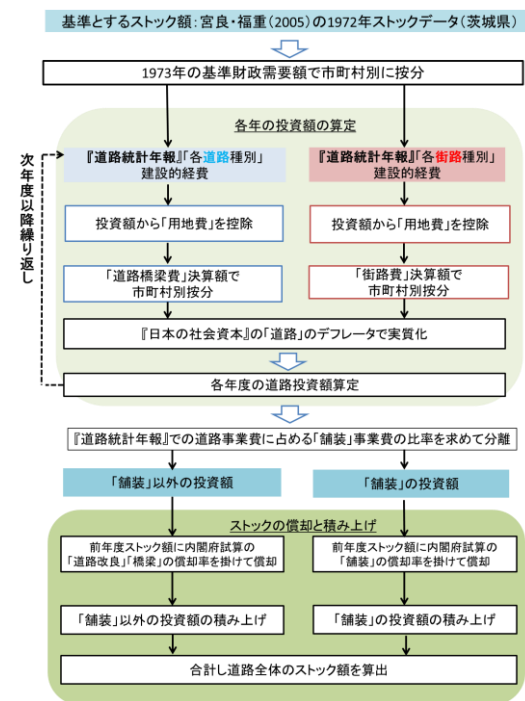 基準とするストック額：宮良・福重(2005)の1972年ストックデータ(茨城県)
1973年の基準財政需要額で市町村別に按分
各年の投資額の算定
『道路統計年報』「各道路種別」
建設的経費
『道路統計年報』「各街路種別」
建設的経費
次年度以降繰り返し
投資額から「用地費」を控除
投資額から「用地費」を控除
「道路橋梁費」決算額で
市町村別按分
「街路費」決算額で
市町村別按分
『日本の社会資本』の「道路」のデフレータで実質化
各年度の道路投資額算定
『道路統計年報』での道路事業費に占める「舗装」事業費の比率を求めて分離
「舗装」以外の投資額
「舗装」の投資額
ストックの償却と積み上げ
前年度ストック額に内閣府試算の
「道路改良」「橋梁」の償却率を掛けて償却
前年度ストック額に内閣府試算の
「舗装」の償却率を掛けて償却
「舗装」以外の投資額の積み上げ
「舗装」の投資額の積み上げ
合計し道路全体のストック額を算出